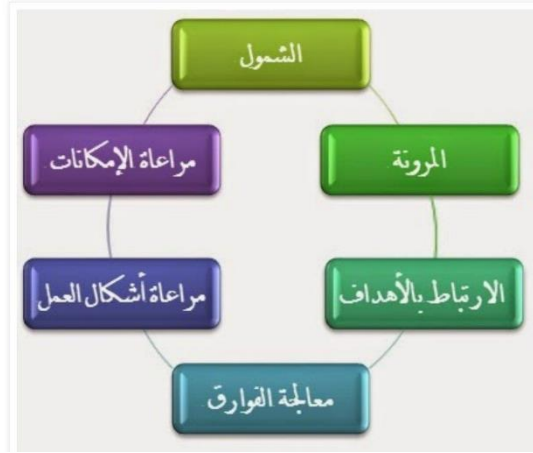 الشمول
المرونة
الارتباط بالأهداف
معالجة الفوارق
مراعاة أشكال العمل
مراعاة الإمكانات